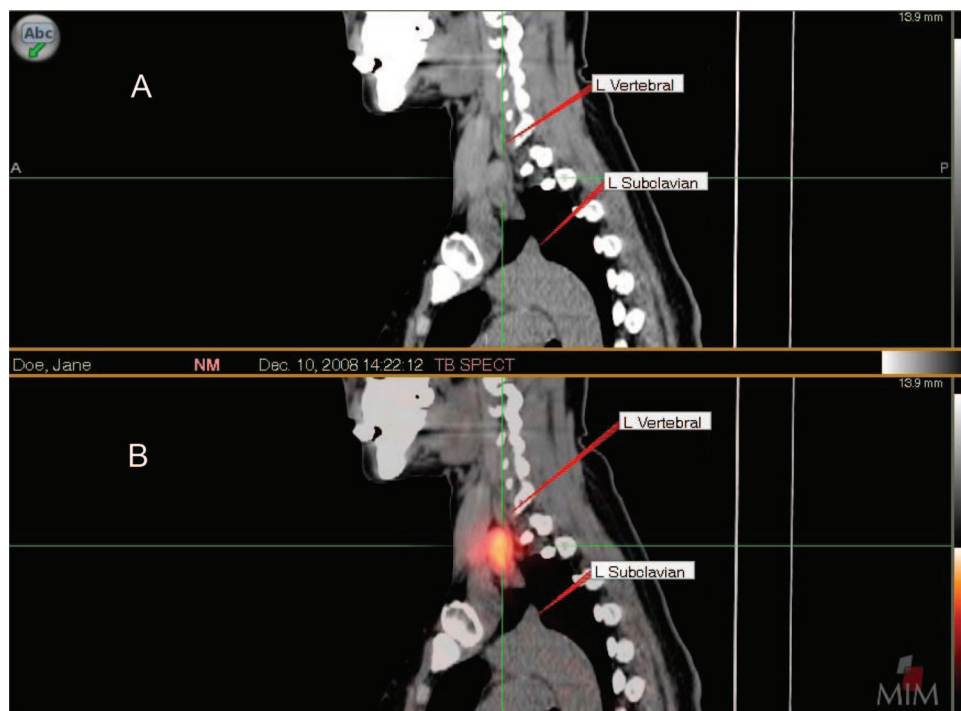 13.9 mm
Abc
A
L Vertebral
A
P
L Subclavian
Doe, Jane NM Dec. 10, 2008 14:22:12 TB SPECT
13.9 mm
B
L Vertebral
L Subclavian
MIM